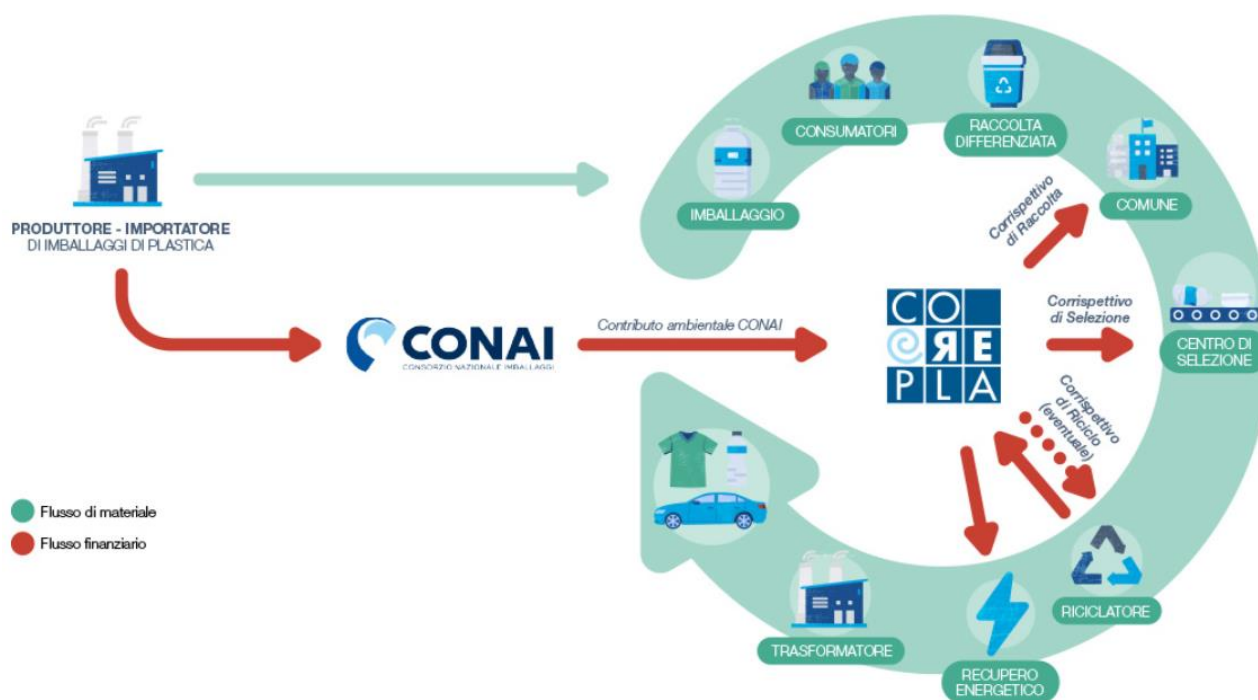 PRODUTTORE - IMPORTATORE
DI IMBALLAGGI DI PLASTICA
IMBALLAGGIO
CONSUMATORI
RACCOLTA
DIFFERENZIATA
COMUNE
Corrispettivo
di Raccolta
CONAI
CONSORZIO NAZIONALE IMBALLAGGI
Contributo ambientale CONAI
CO
RE
PLA
Corrispettivo
di Selezione
CENTRO DI
SELEZIONE
Corrispettivo
di Riciclo
(eventuale)
Flusso di materiale
Flusso finanziario
RICICLATORE
TRASFORMATORE
RECUPERO
ENERGETICO